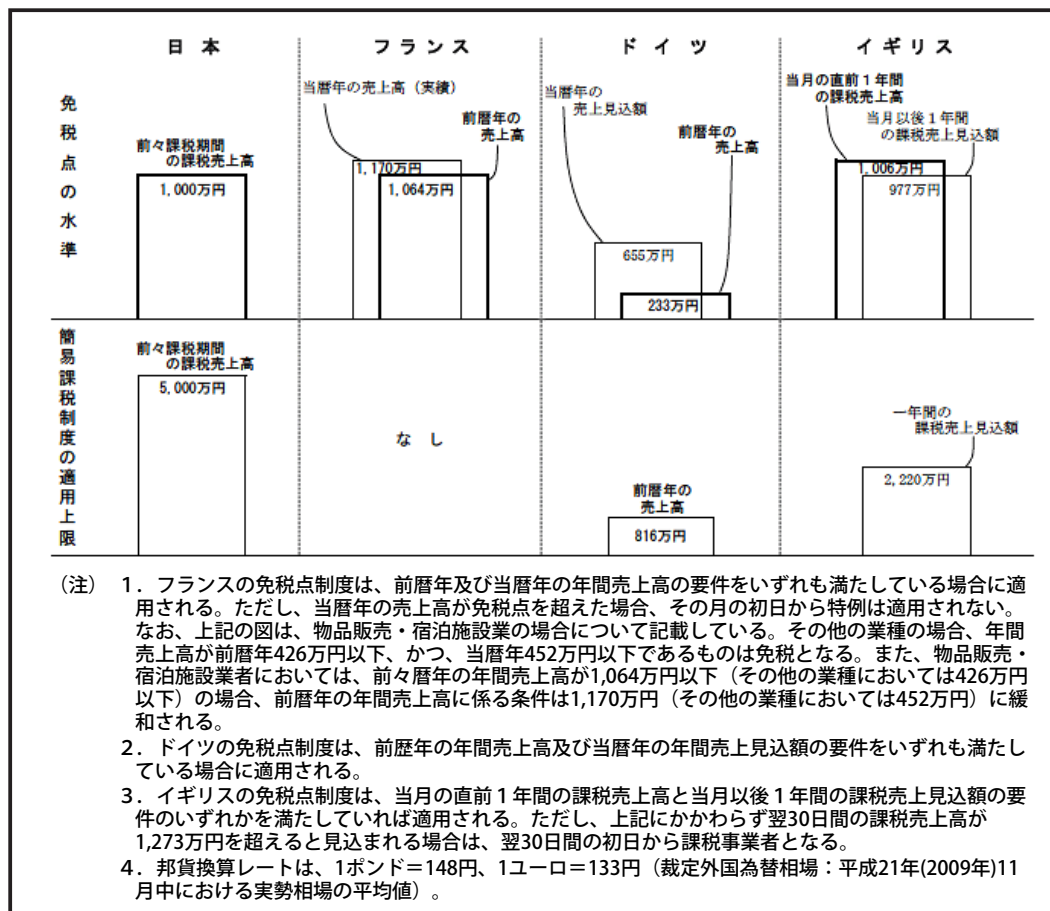 日本
フランス
ドイツ
イギリス
免税点の水準
前々課税期間
の課税売上高
1,000万円
当暦年の売上高（実績）
前暦年の
売上高
1,170万円
1,064万円
当暦年の
売上見込額
前暦年の
売上高
655万円
233万円
当月の直前１年間
の課税売上高
当月以後１年間
の課税売上見込額
1,006万円
977万円
簡易課税制度の適用上限
前々課税期間
の課税売上高
5,000万円
なし
前暦年の
売上高
816万円
一年間の
課税売上見込額
2,220万円
（注）　１．フランスの免税点制度は、前暦年及び当暦年の年間売上高の要件をいずれも満たしている場合に適
用される。ただし、当暦年の売上高が免税点を超えた場合、その月の初日から特例は適用されない。
なお、上記の図は、物品販売・宿泊施設業の場合について記載している。その他の業種の場合、年間
売上高が前暦年426万円以下、かつ、当暦年452万円以下であるものは免税となる。また、物品販売・
宿泊施設業者においては、前々暦年の年間売上高が1,064万円以下（その他の業種においては426万円
以下）の場合、前暦年の年間売上高に係る条件は1,170万円（その他の業種においては452万円）に緩
和される。
２．ドイツの免税点制度は、前歴年の年間売上高及び当暦年の年間売上見込額の要件をいずれも満たし
ている場合に適用される。
３．イギリスの免税点制度は、当月の直前１年間の課税売上高と当月以後１年間の課税売上見込額の要
件のいずれかを満たしていれば適用される。ただし、上記にかかわらず翌30日間の課税売上高が
1,273万円を超えると見込まれる場合は、翌30日間の初日から課税事業者となる。
４．邦貨換算レートは、1ポンド＝148円、1ユーロ＝133円（裁定外国為替相場：平成21年(2009年)11
月中における実勢相場の平均値）。